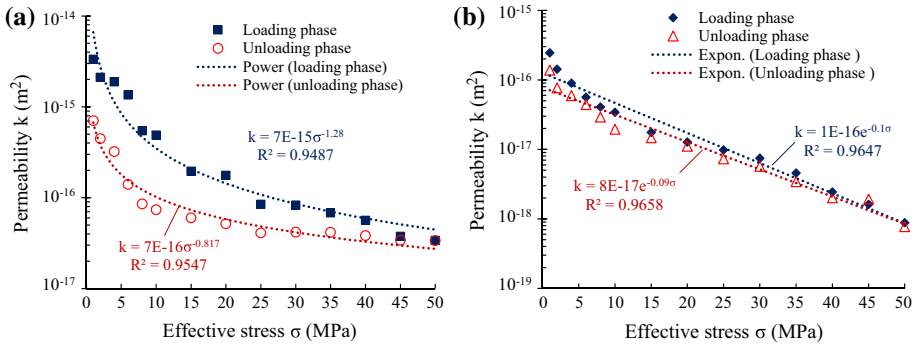 (a)
10⁻¹⁴
10⁻¹⁵
10⁻¹⁶
10⁻¹⁷
Permeability k (m²)
Loading phase
Unloading phase
Power (loading phase)
Power (unloading phase)
k = 7E-15σ⁻¹·²⁸
R² = 0.9487
k = 7E-16σ⁻⁰·⁸¹⁷
R² = 0.9547
0 5 10 15 20 25 30 35 40 45 50
Effective stress σ (MPa)
(b)
10⁻¹⁵
10⁻¹⁶
10⁻¹⁷
10⁻¹⁸
10⁻¹⁹
Permeability k (m²)
Loading phase
Unloading phase
Expon. (Loading phase )
Expon. (Unloading phase )
k = 1E-16e⁻⁰·¹σ
R² = 0.9647
k = 8E-17e⁻⁰·⁰⁹σ
R² = 0.9658
0 5 10 15 20 25 30 35 40 45 50
Effective stress σ (MPa)